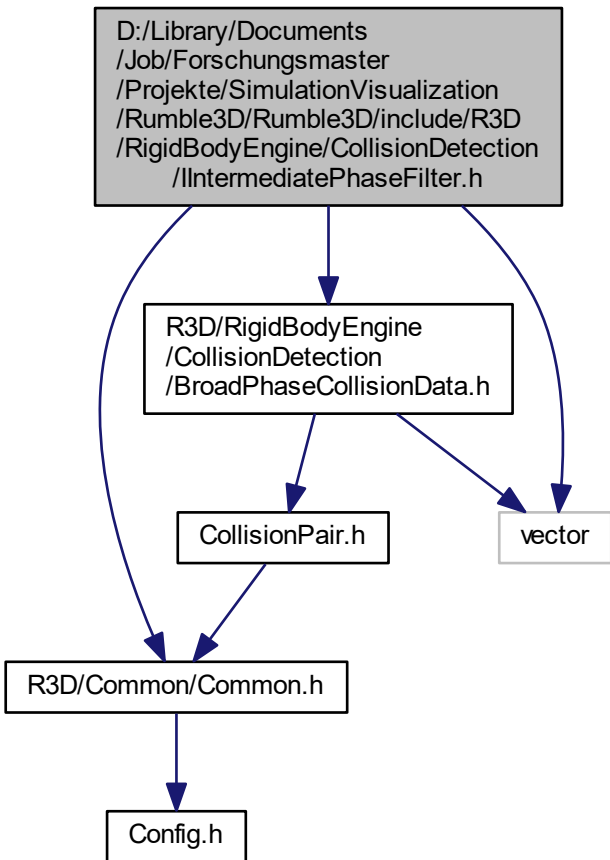 D:/Library/Documents
/Job/Forschungsmaster
/Projekte/SimulationVisualization
/Rumble3D/Rumble3D/include/R3D
/RigidBodyEngine/CollisionDetection
/IIntermediatePhaseFilter.h
R3D/RigidBodyEngine
/CollisionDetection
/BroadPhaseCollisionData.h
CollisionPair.h
vector
R3D/Common/Common.h
Config.h